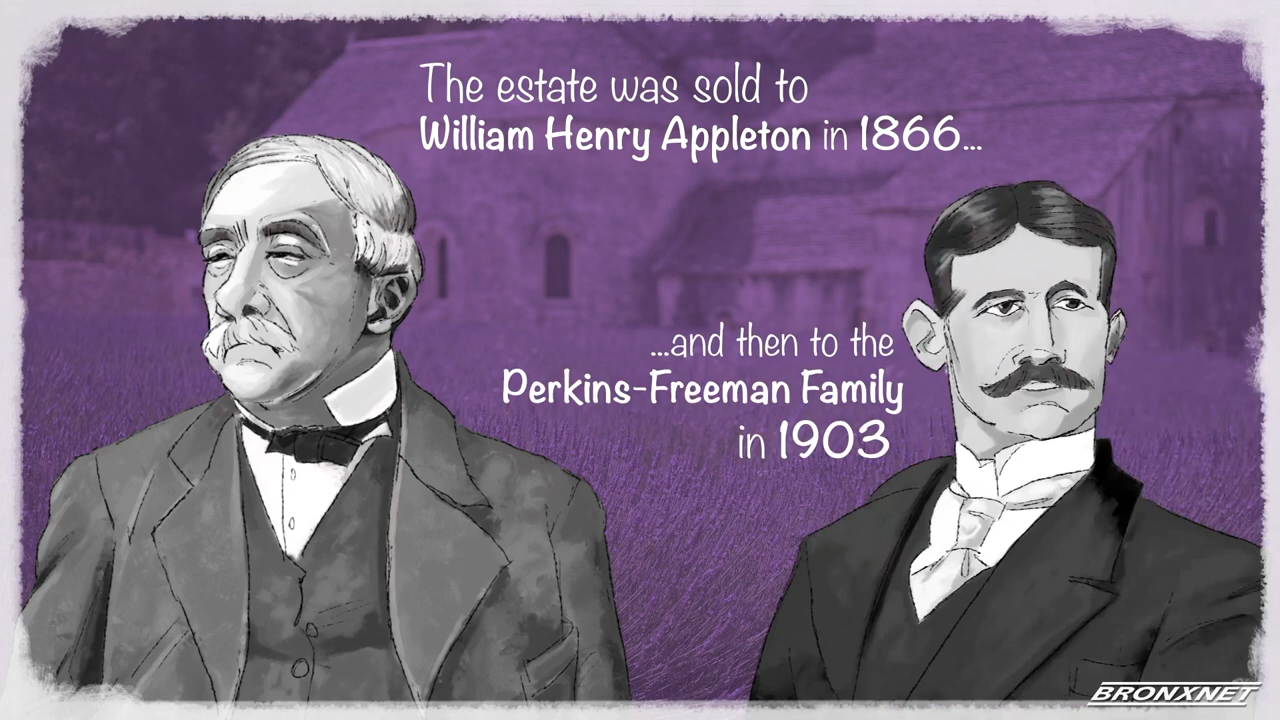 The estate was sold to
William Henry Appleton in 1866...
...and then to the
Perkins-Freeman Family
in 1903
BRONXNET